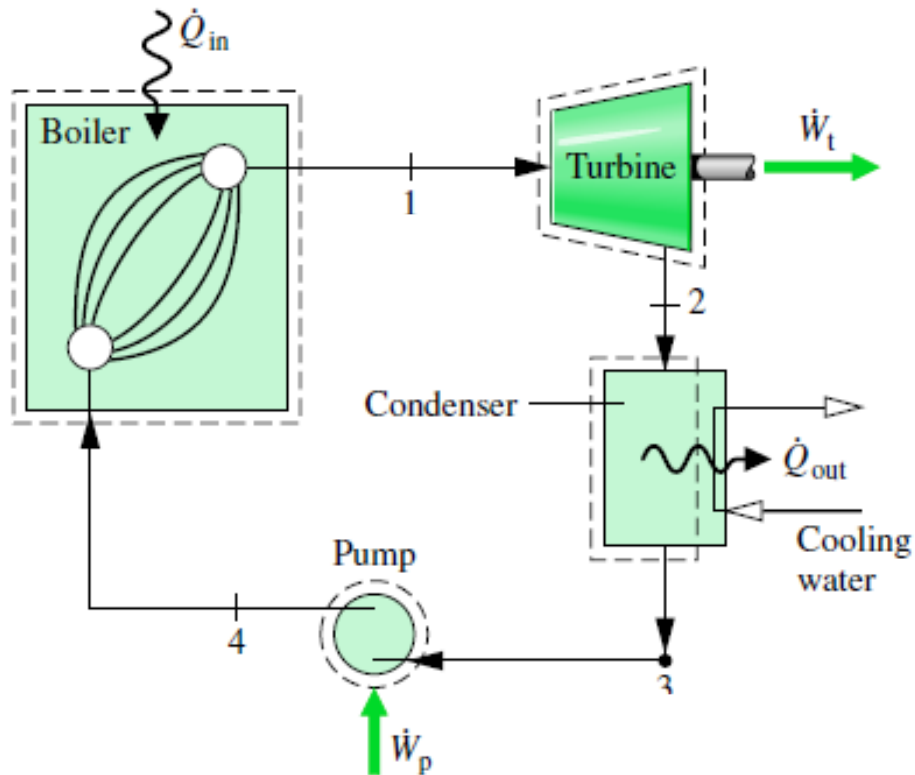 Q̇in
Boiler
Turbine
Ẇt
1
2
Condenser
Q̇out
Cooling
water
Pump
4
3
Ẇp